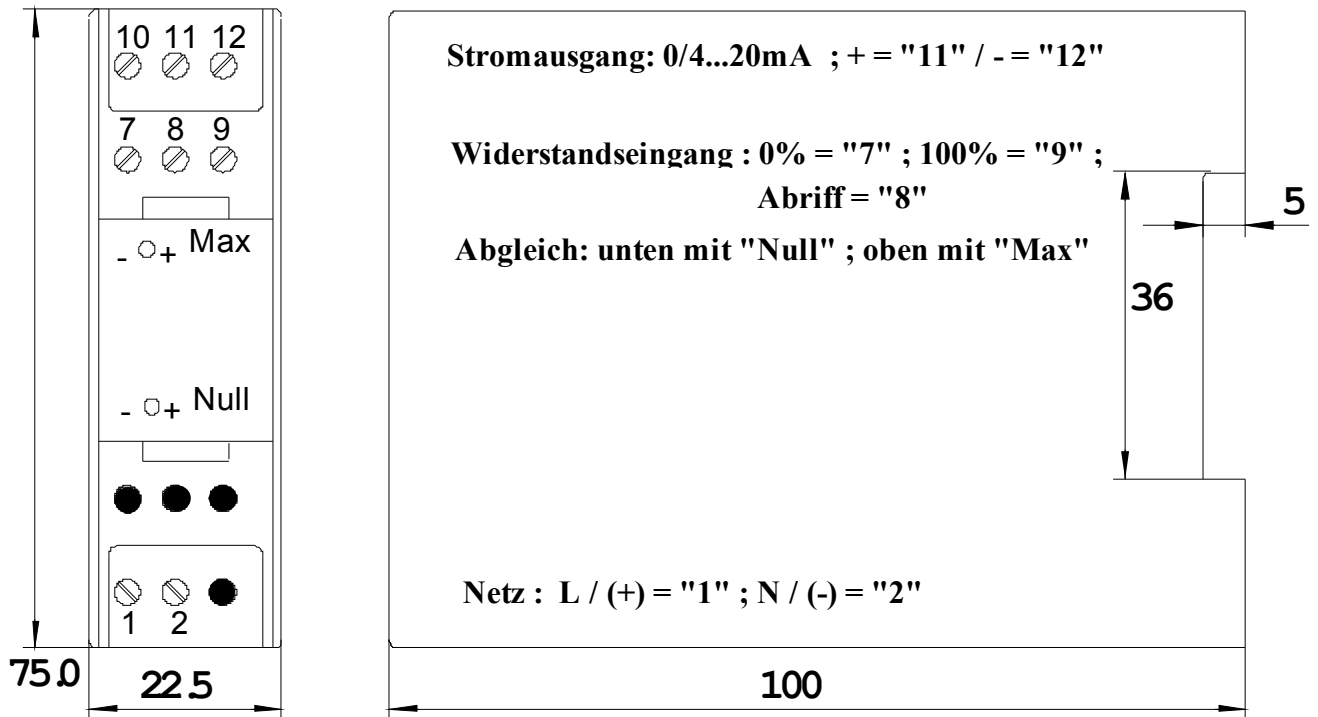 10 11 12
7 8 9
- + Max
- + Null
1 2
75.0
22.5
Stromausgang: 0/4...20mA ; + = "11" / - = "12"
Widerstandseingang : 0% = "7" ; 100% = "9" ;
Abriff = "8"
Abgleich: unten mit "Null" ; oben mit "Max"
5
36
Netz : L / (+) = "1" ; N / (-) = "2"
100